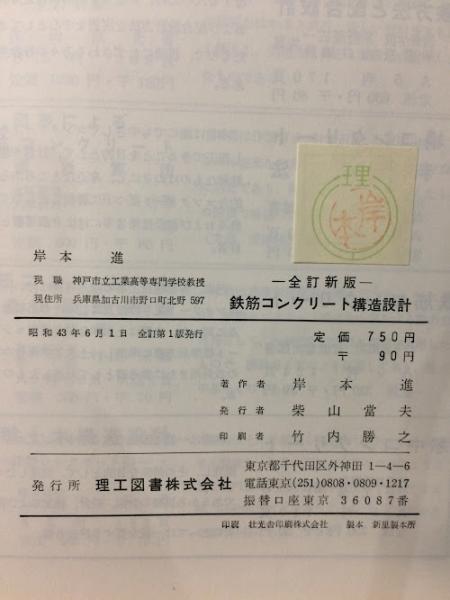 理
岸本
岸本 進
現職 神戸市立工業高等専門学校教授
現住所 兵庫県加古川市野口町北野 597
—全訂新版—
鉄筋コンクリート構造設計
昭和 43 年 6 月 1 日 全訂第1版発行
定価 750円
〒 90円
著作者 岸本 進
発行者 柴山當夫
印刷者 竹内勝之
発行所 理工図書株式会社
東京都千代田区外神田 1-4-6
電話東京(251)0808・0809・1217
振替口座東京 36087番
印刷 壮光舎印刷株式会社 製本 新里製本所